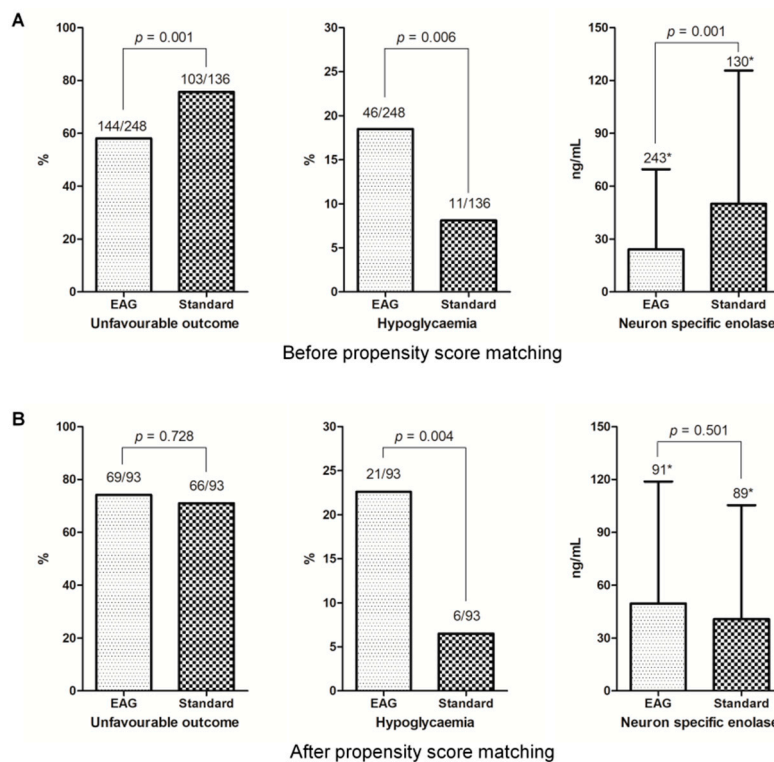 A
p = 0.001
100
80
60
40
20
0
%
144/248
103/136
EAG
Standard
Unfavourable outcome
p = 0.006
30
25
20
15
10
5
0
%
46/248
11/136
EAG
Standard
Hypoglycaemia
p = 0.001
150
120
90
60
30
0
ng/mL
243*
130*
EAG
Standard
Neuron specific enolase
Before propensity score matching
B
p = 0.728
100
80
60
40
20
0
%
69/93
66/93
EAG
Standard
Unfavourable outcome
p = 0.004
30
25
20
15
10
5
0
%
21/93
6/93
EAG
Standard
Hypoglycaemia
p = 0.501
150
120
90
60
30
0
ng/mL
91*
89*
EAG
Standard
Neuron specific enolase
After propensity score matching